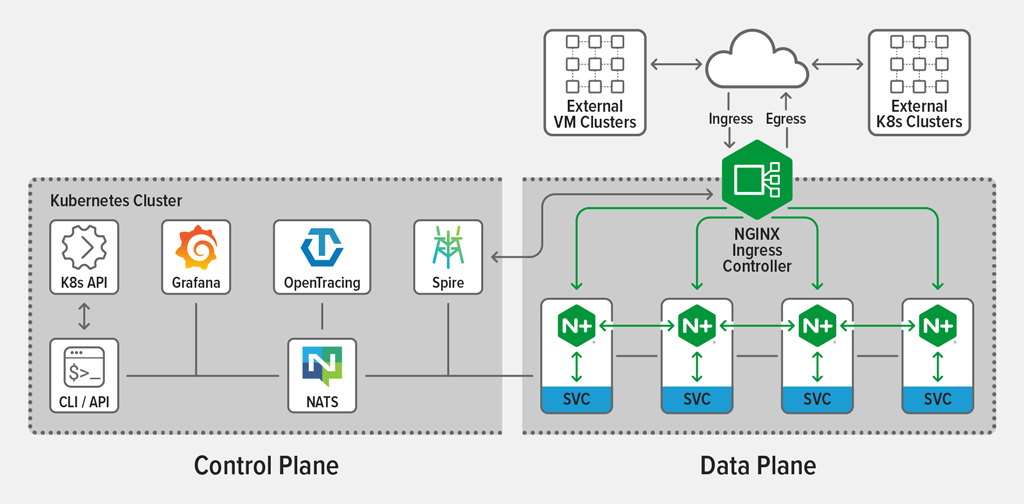 External
VM Clusters
External
K8s Clusters
Ingress
Egress
Kubernetes Cluster
K8s API
Grafana
OpenTracing
Spire
NGINX
Ingress
Controller
N+
N+
N+
N+
$>_
CLI / API
N
NATS
SVC
SVC
SVC
SVC
Control Plane
Data Plane